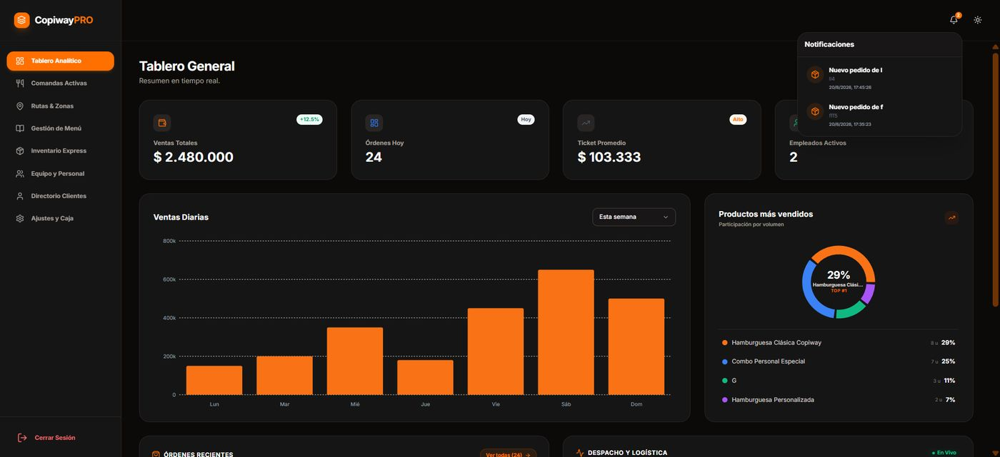 CopiwayPRO
2
Notificaciones
Nuevo pedido de l
ll4
20/8/2026, 17:45:26
Nuevo pedido de f
fff5
20/8/2026, 17:35:23
Tablero Analítico
Comandas Activas
Rutas & Zonas
Gestión de Menú
Inventario Express
Equipo y Personal
Directorio Clientes
Ajustes y Caja
Cerrar Sesión
Tablero General
Resumen en tiempo real.
+12.5%
Ventas Totales
$ 2.480.000
Hoy
Órdenes Hoy
24
Alto
Ticket Promedio
$ 103.333
Empleados Activos
2
Ventas Diarias
Esta semana
800k
600k
400k
200k
0
Lun Mar Mié Jue Vie Sáb Dom
Productos más vendidos
Participación por volumen
29%
Hamburguesa Clási...
TOP #1
Hamburguesa Clásica Copiway 8 u 29%
Combo Personal Especial 7 u 25%
G 3 u 11%
Hamburguesa Personalizada 2 u 7%
ÓRDENES RECIENTES
Ver todas (24) →
DESPACHO Y LOGÍSTICA
En Vivo